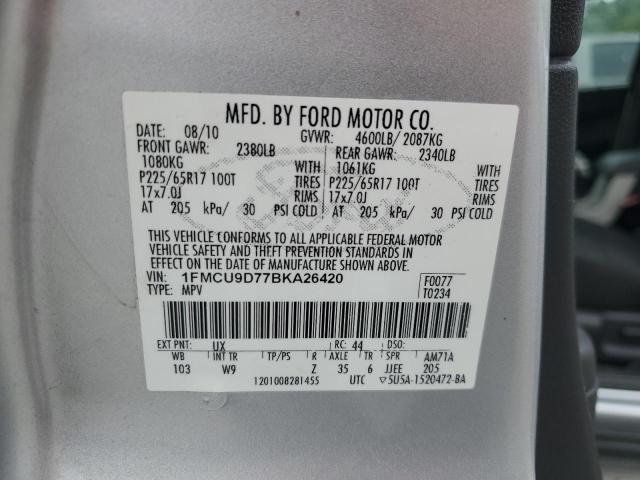 MFD. BY FORD MOTOR CO.
DATE: 08/10 GVWR: 4600LB/ 2087KG
FRONT GAWR: 2380LB REAR GAWR: 2340LB
1080KG WITH 1061KG WITH
P225/65R17 100T TIRES P225/65R17 100T TIRES
17x7.0J RIMS 17x7.0J RIMS
AT 205 kPa/ 30 PSI COLD AT 205 kPa/ 30 PSI COLD
THIS VEHICLE CONFORMS TO ALL APPLICABLE FEDERAL MOTOR
VEHICLE SAFETY AND THEFT PREVENTION STANDARDS IN
EFFECT ON THE DATE OF MANUFACTURE SHOWN ABOVE.
VIN: 1FMCU9D77BKA26420 F0077
TYPE: MPV T0234
EXT PNT: UX RC: 44 DSO:
WB INT TR TP/PS R AXLE TR SPR AM71A
103 W9 Z 35 6 JJEE 205
1201008281455 UTC ▽5U5A-1520472-BA